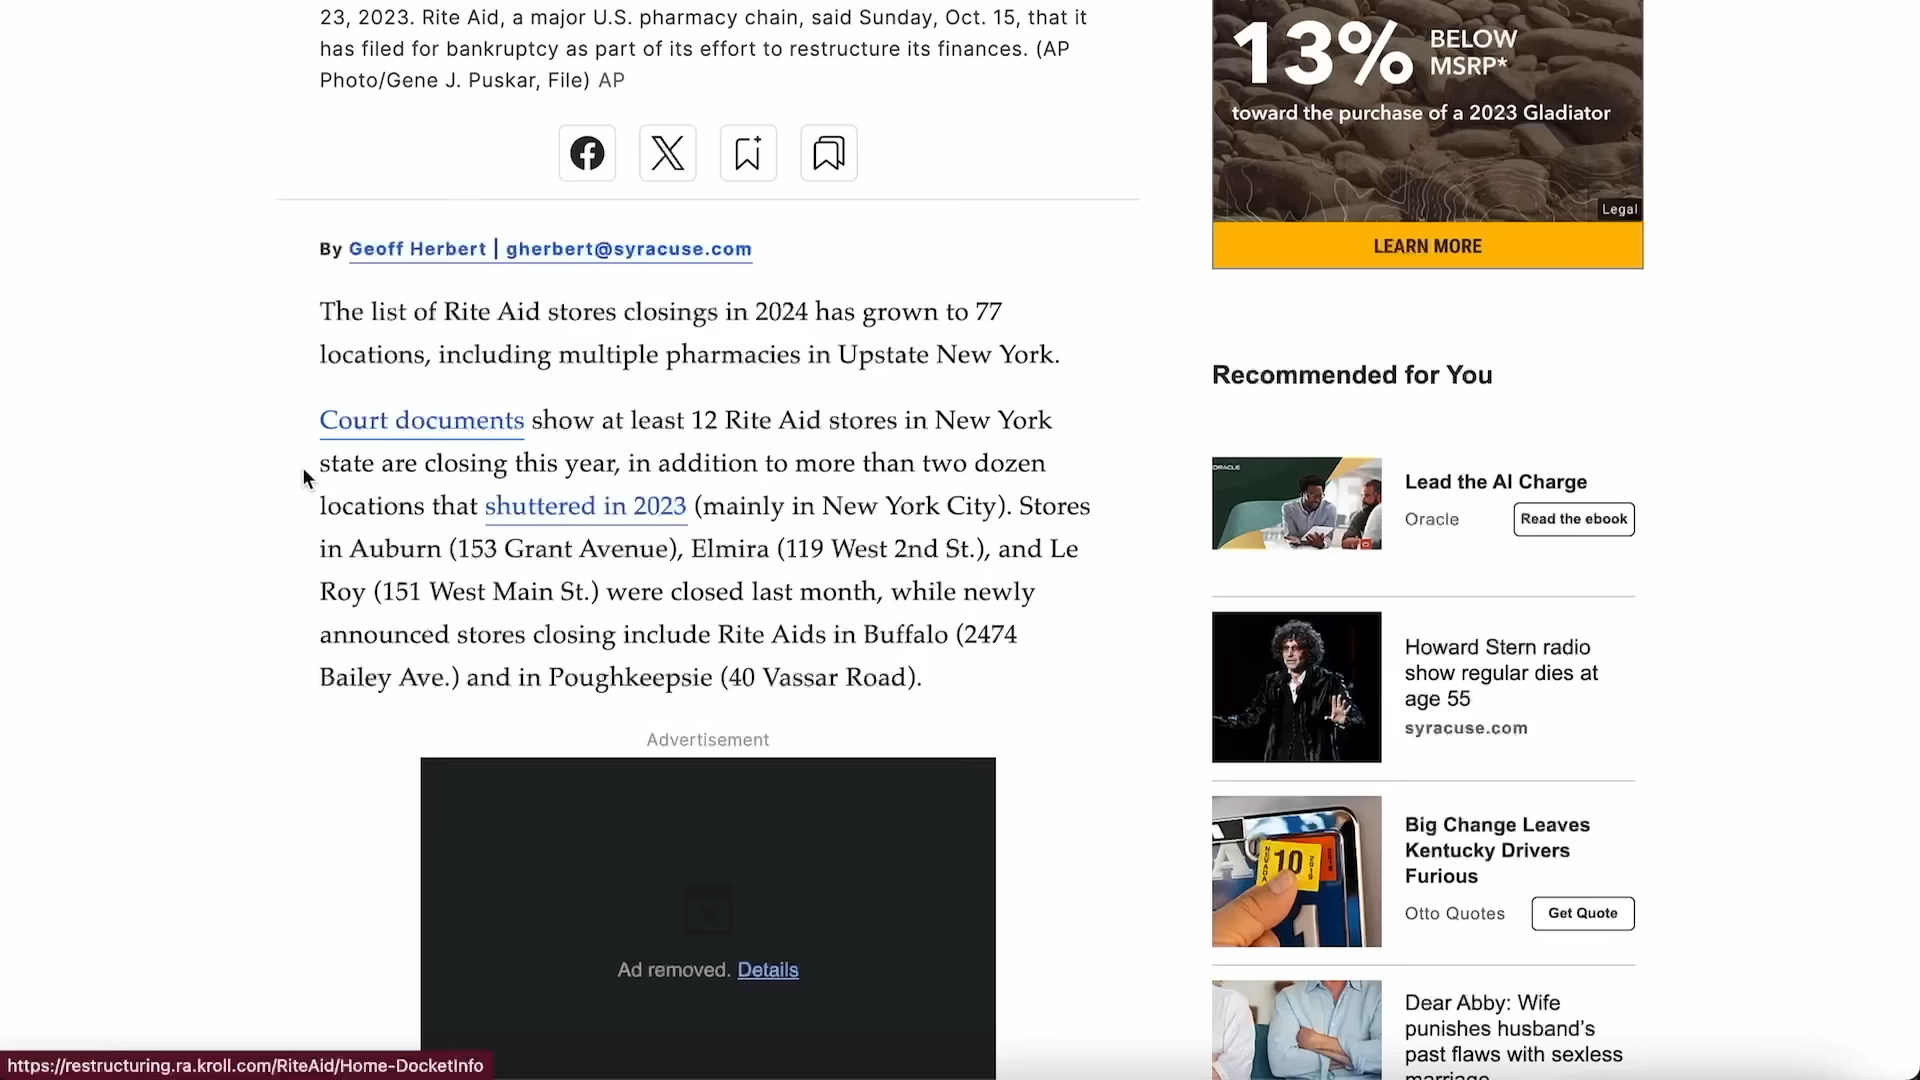 23, 2023. Rite Aid, a major U.S. pharmacy chain, said Sunday, Oct. 15, that it
has filed for bankruptcy as part of its effort to restructure its finances. (AP
Photo/Gene J. Puskar, File) AP
By Geoff Herbert | gherbert@syracuse.com
The list of Rite Aid stores closings in 2024 has grown to 77
locations, including multiple pharmacies in Upstate New York.
Court documents show at least 12 Rite Aid stores in New York
state are closing this year, in addition to more than two dozen
locations that shuttered in 2023 (mainly in New York City). Stores
in Auburn (153 Grant Avenue), Elmira (119 West 2nd St.), and Le
Roy (151 West Main St.) were closed last month, while newly
announced stores closing include Rite Aids in Buffalo (2474
Bailey Ave.) and in Poughkeepsie (40 Vassar Road).
Advertisement
Ad removed. Details
13% BELOW
MSRP*
toward the purchase of a 2023 Gladiator
Legal
LEARN MORE
Recommended for You
ORACLE
Lead the AI Charge
Oracle
Read the ebook
Howard Stern radio
show regular dies at
age 55
syracuse.com
10
Big Change Leaves
Kentucky Drivers
Furious
Otto Quotes
Get Quote
Dear Abby: Wife
punishes husband's
past flaws with sexless
marriage
https://restructuring.ra.kroll.com/RiteAid/Home-DocketInfo